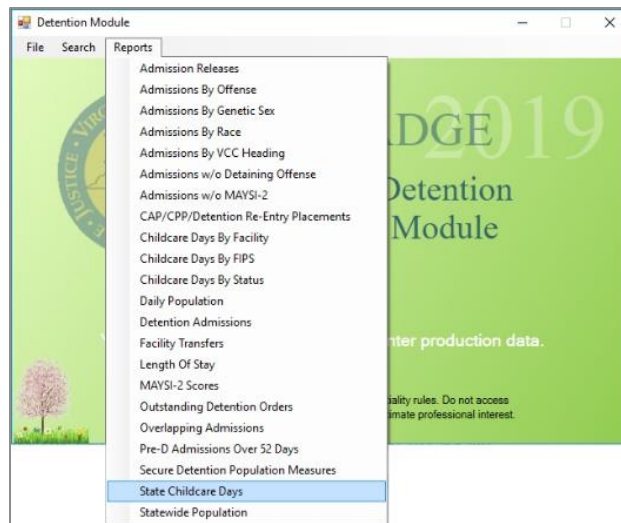 Detention Module
File Search Reports
Admission Releases
Admissions By Offense
Admissions By Genetic Sex
Admissions By Race
Admissions By VCC Heading
Admissions w/o Detaining Offense
Admissions w/o MAYSI-2
CAP/CPP/Detention Re-Entry Placements
Childcare Days By Facility
Childcare Days By FIPS
Childcare Days By Status
Daily Population
Detention Admissions
Facility Transfers
Length Of Stay
MAYSI-2 Scores
Outstanding Detention Orders
Overlapping Admissions
Pre-D Admissions Over 52 Days
Secure Detention Population Measures
State Childcare Days
Statewide Population
2019
ADGE
Detention
Module
nter production data.
iality rules. Do not access
timate professional interest.
JUSTICE · VIRG